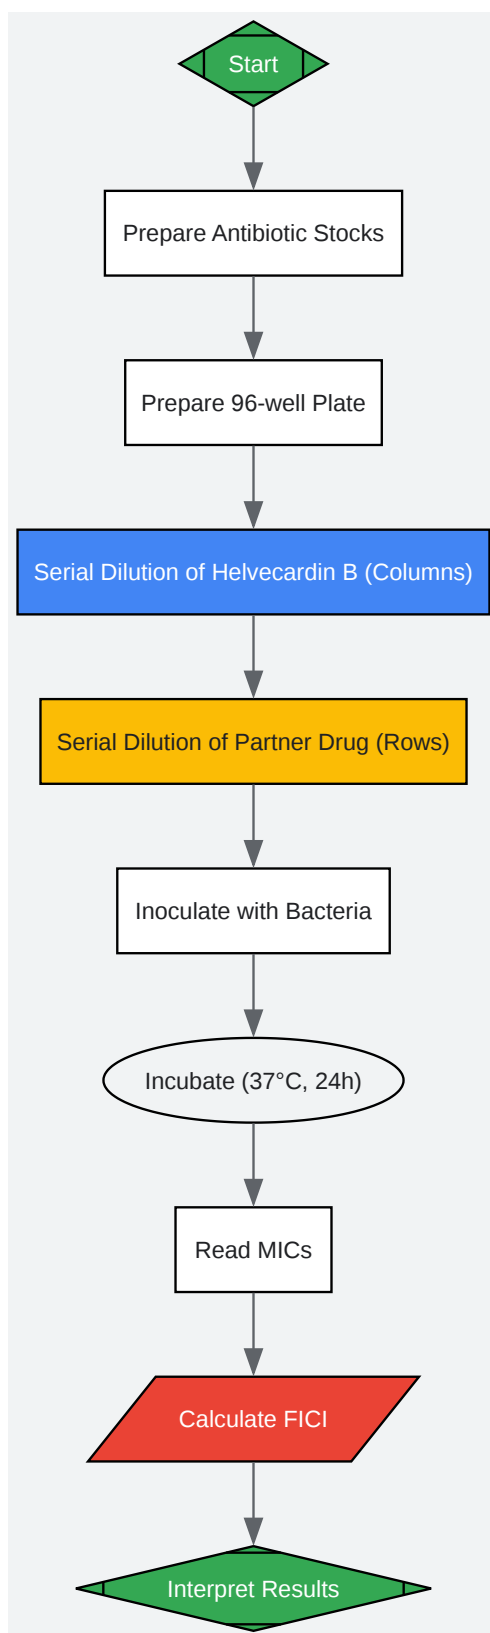 Start
Prepare Antibiotic Stocks
Prepare 96-well Plate
Serial Dilution of Helvecardin B (Columns)
Serial Dilution of Partner Drug (Rows)
Inoculate with Bacteria
Incubate (37°C, 24h)
Read MICs
Calculate FICI
Interpret Results